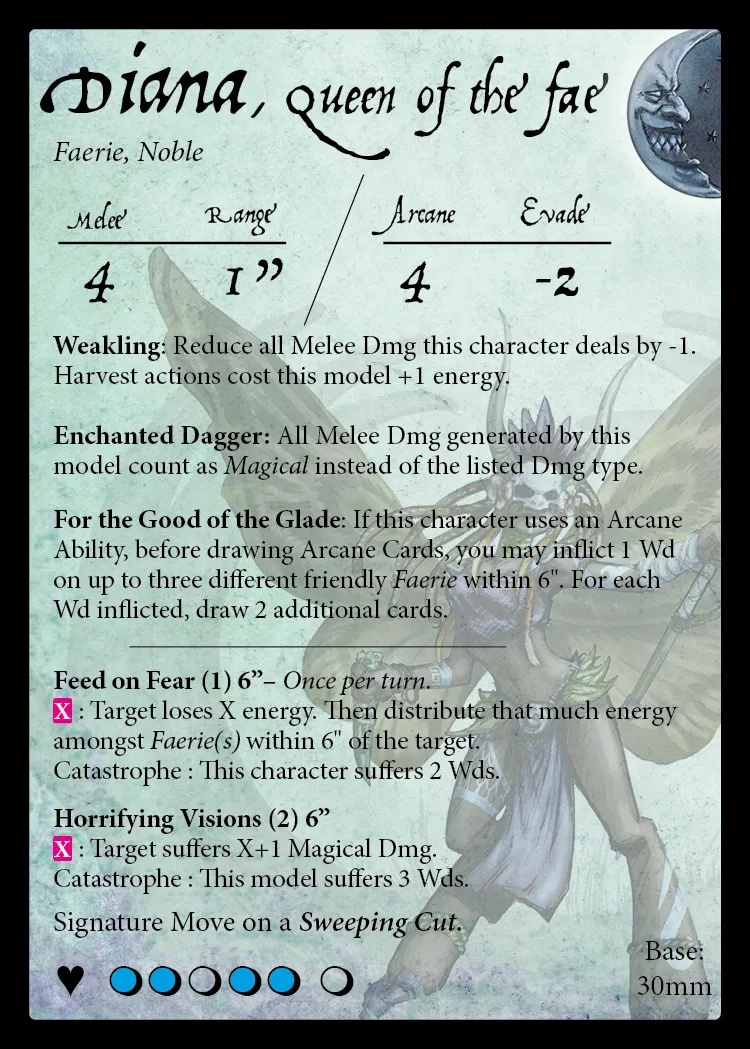 Diana, Queen of the fae
Faerie, Noble
Melee Range Arcane Evade
4 1” 4 -2
Weakling: Reduce all Melee Dmg this character deals by -1.
Harvest actions cost this model +1 energy.
Enchanted Dagger: All Melee Dmg generated by this
model count as Magical instead of the listed Dmg type.
For the Good of the Glade: If this character uses an Arcane
Ability, before drawing Arcane Cards, you may inflict 1 Wd
on up to three different friendly Faerie within 6". For each
Wd inflicted, draw 2 additional cards.
Feed on Fear (1) 6”– Once per turn.
X : Target loses X energy. Then distribute that much energy
amongst Faerie(s) within 6" of the target.
Catastrophe : This character suffers 2 Wds.
Horrifying Visions (2) 6”
X : Target suffers X+1 Magical Dmg.
Catastrophe : This model suffers 3 Wds.
Signature Move on a Sweeping Cut.
Base:
30mm